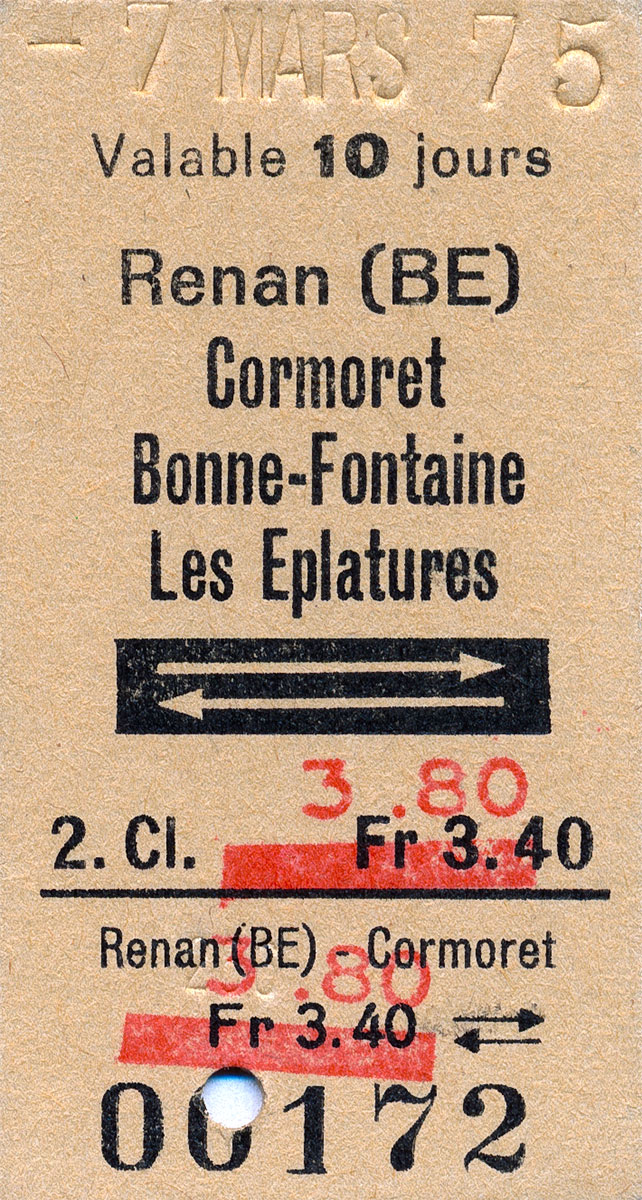 - 7 MARS 75
Valable 10 jours
Renan (BE)
Cormoret
Bonne-Fontaine
Les Eplatures
3.80
2. Cl. Fr 3.40
Renan (BE) - Cormoret
3.80
Fr 3.40
00172